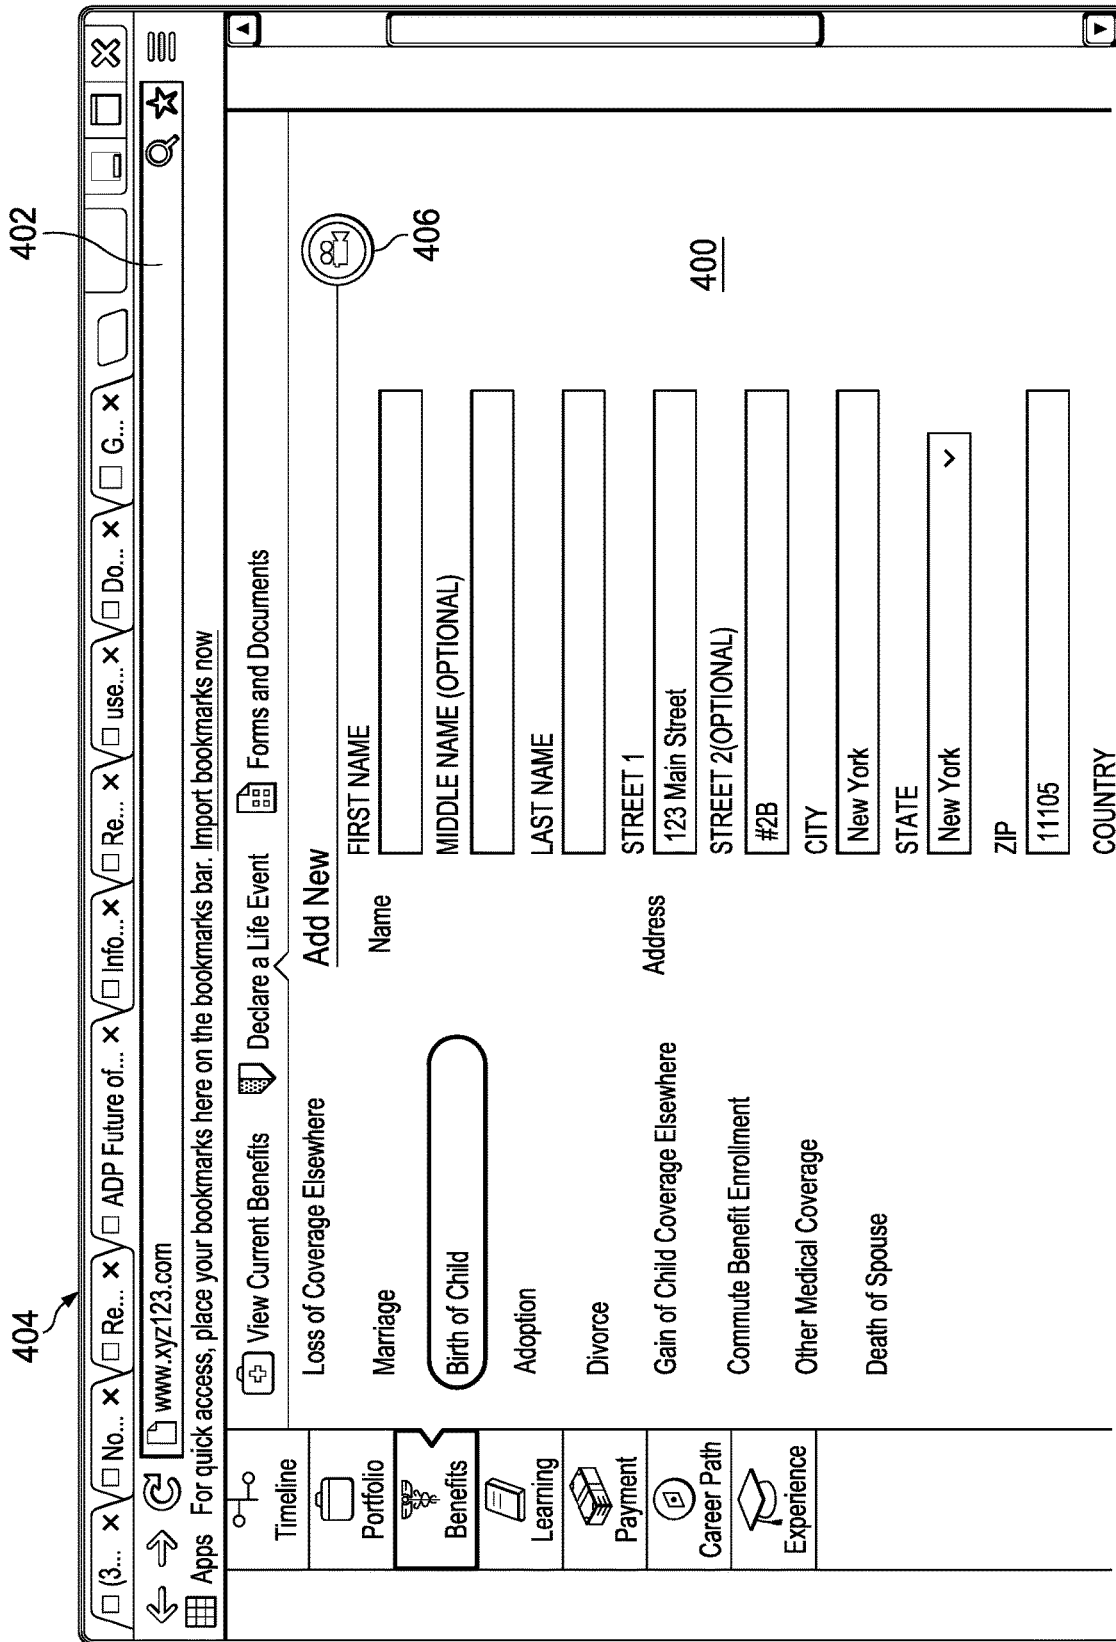 404
402
(3...
No...
Re...
ADP Future of...
Info...
Re...
use...
Do...
G...
www.xyz123.com
Apps For quick access, place your bookmarks here on the bookmarks bar. Import bookmarks now
Timeline
Portfolio
Benefits
Learning
Payment
Career Path
Experience
View Current Benefits
Declare a Life Event
Forms and Documents
Loss of Coverage Elsewhere
Marriage
Birth of Child
Adoption
Divorce
Gain of Child Coverage Elsewhere
Commute Benefit Enrollment
Other Medical Coverage
Death of Spouse
Add New
406
Name
FIRST NAME
MIDDLE NAME (OPTIONAL)
LAST NAME
Address
STREET 1
123 Main Street
STREET 2(OPTIONAL)
#2B
CITY
New York
STATE
New York
ZIP
11105
COUNTRY
400